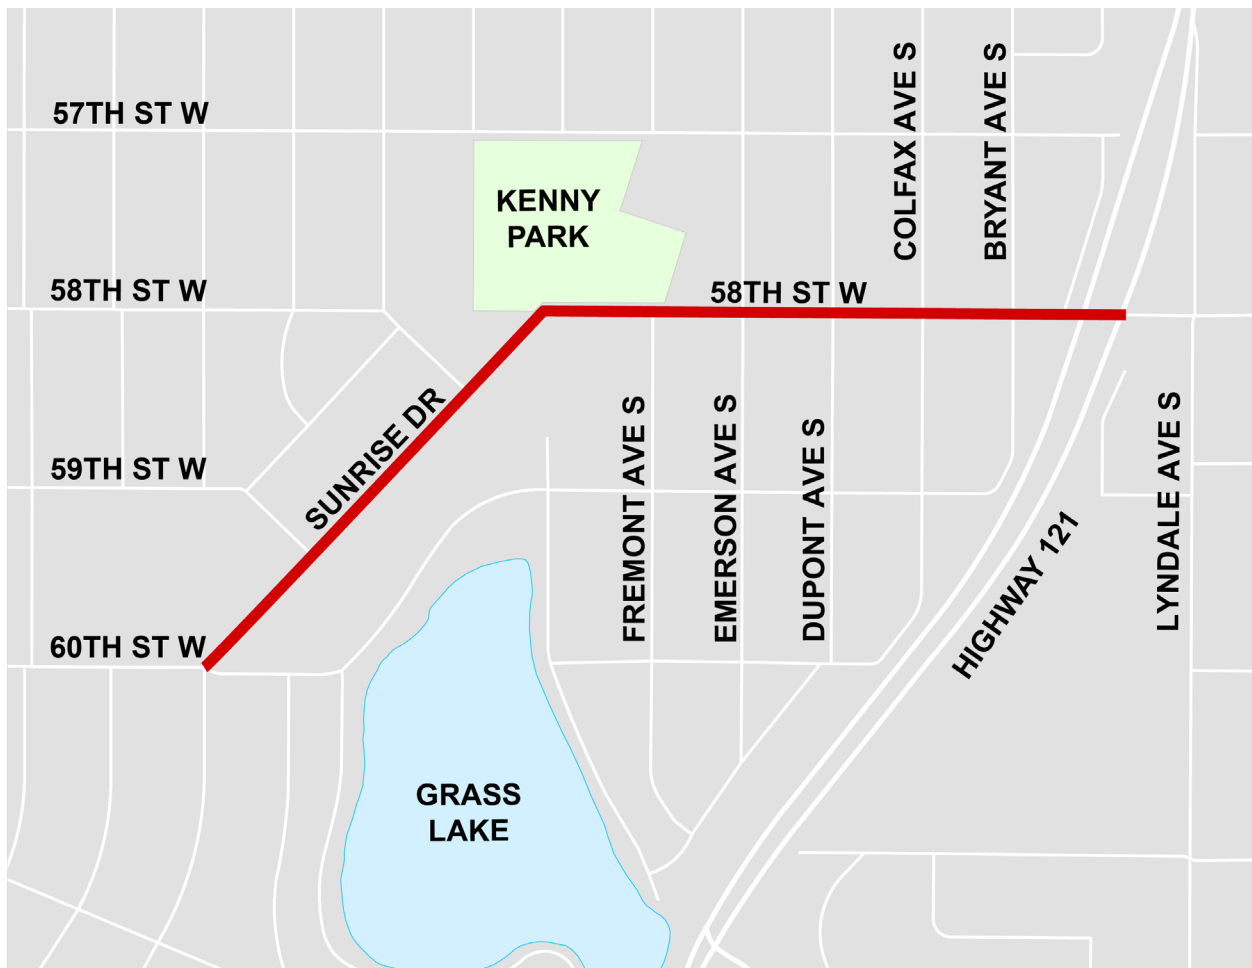 57TH ST W
COLFAX AVE S
BRYANT AVE S
KENNY
PARK
58TH ST W
58TH ST W
SUNRISE DR
59TH ST W
FREMONT AVE S
EMERSON AVE S
DUPONT AVE S
LYNDALE AVE S
HIGHWAY 121
60TH ST W
GRASS
LAKE